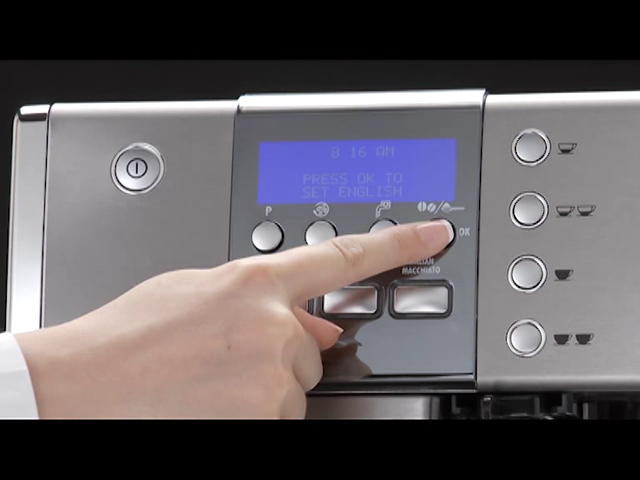 8 16 AM
PRESS OK TO
SET ENGLISH
P
OK
MACCHIATO